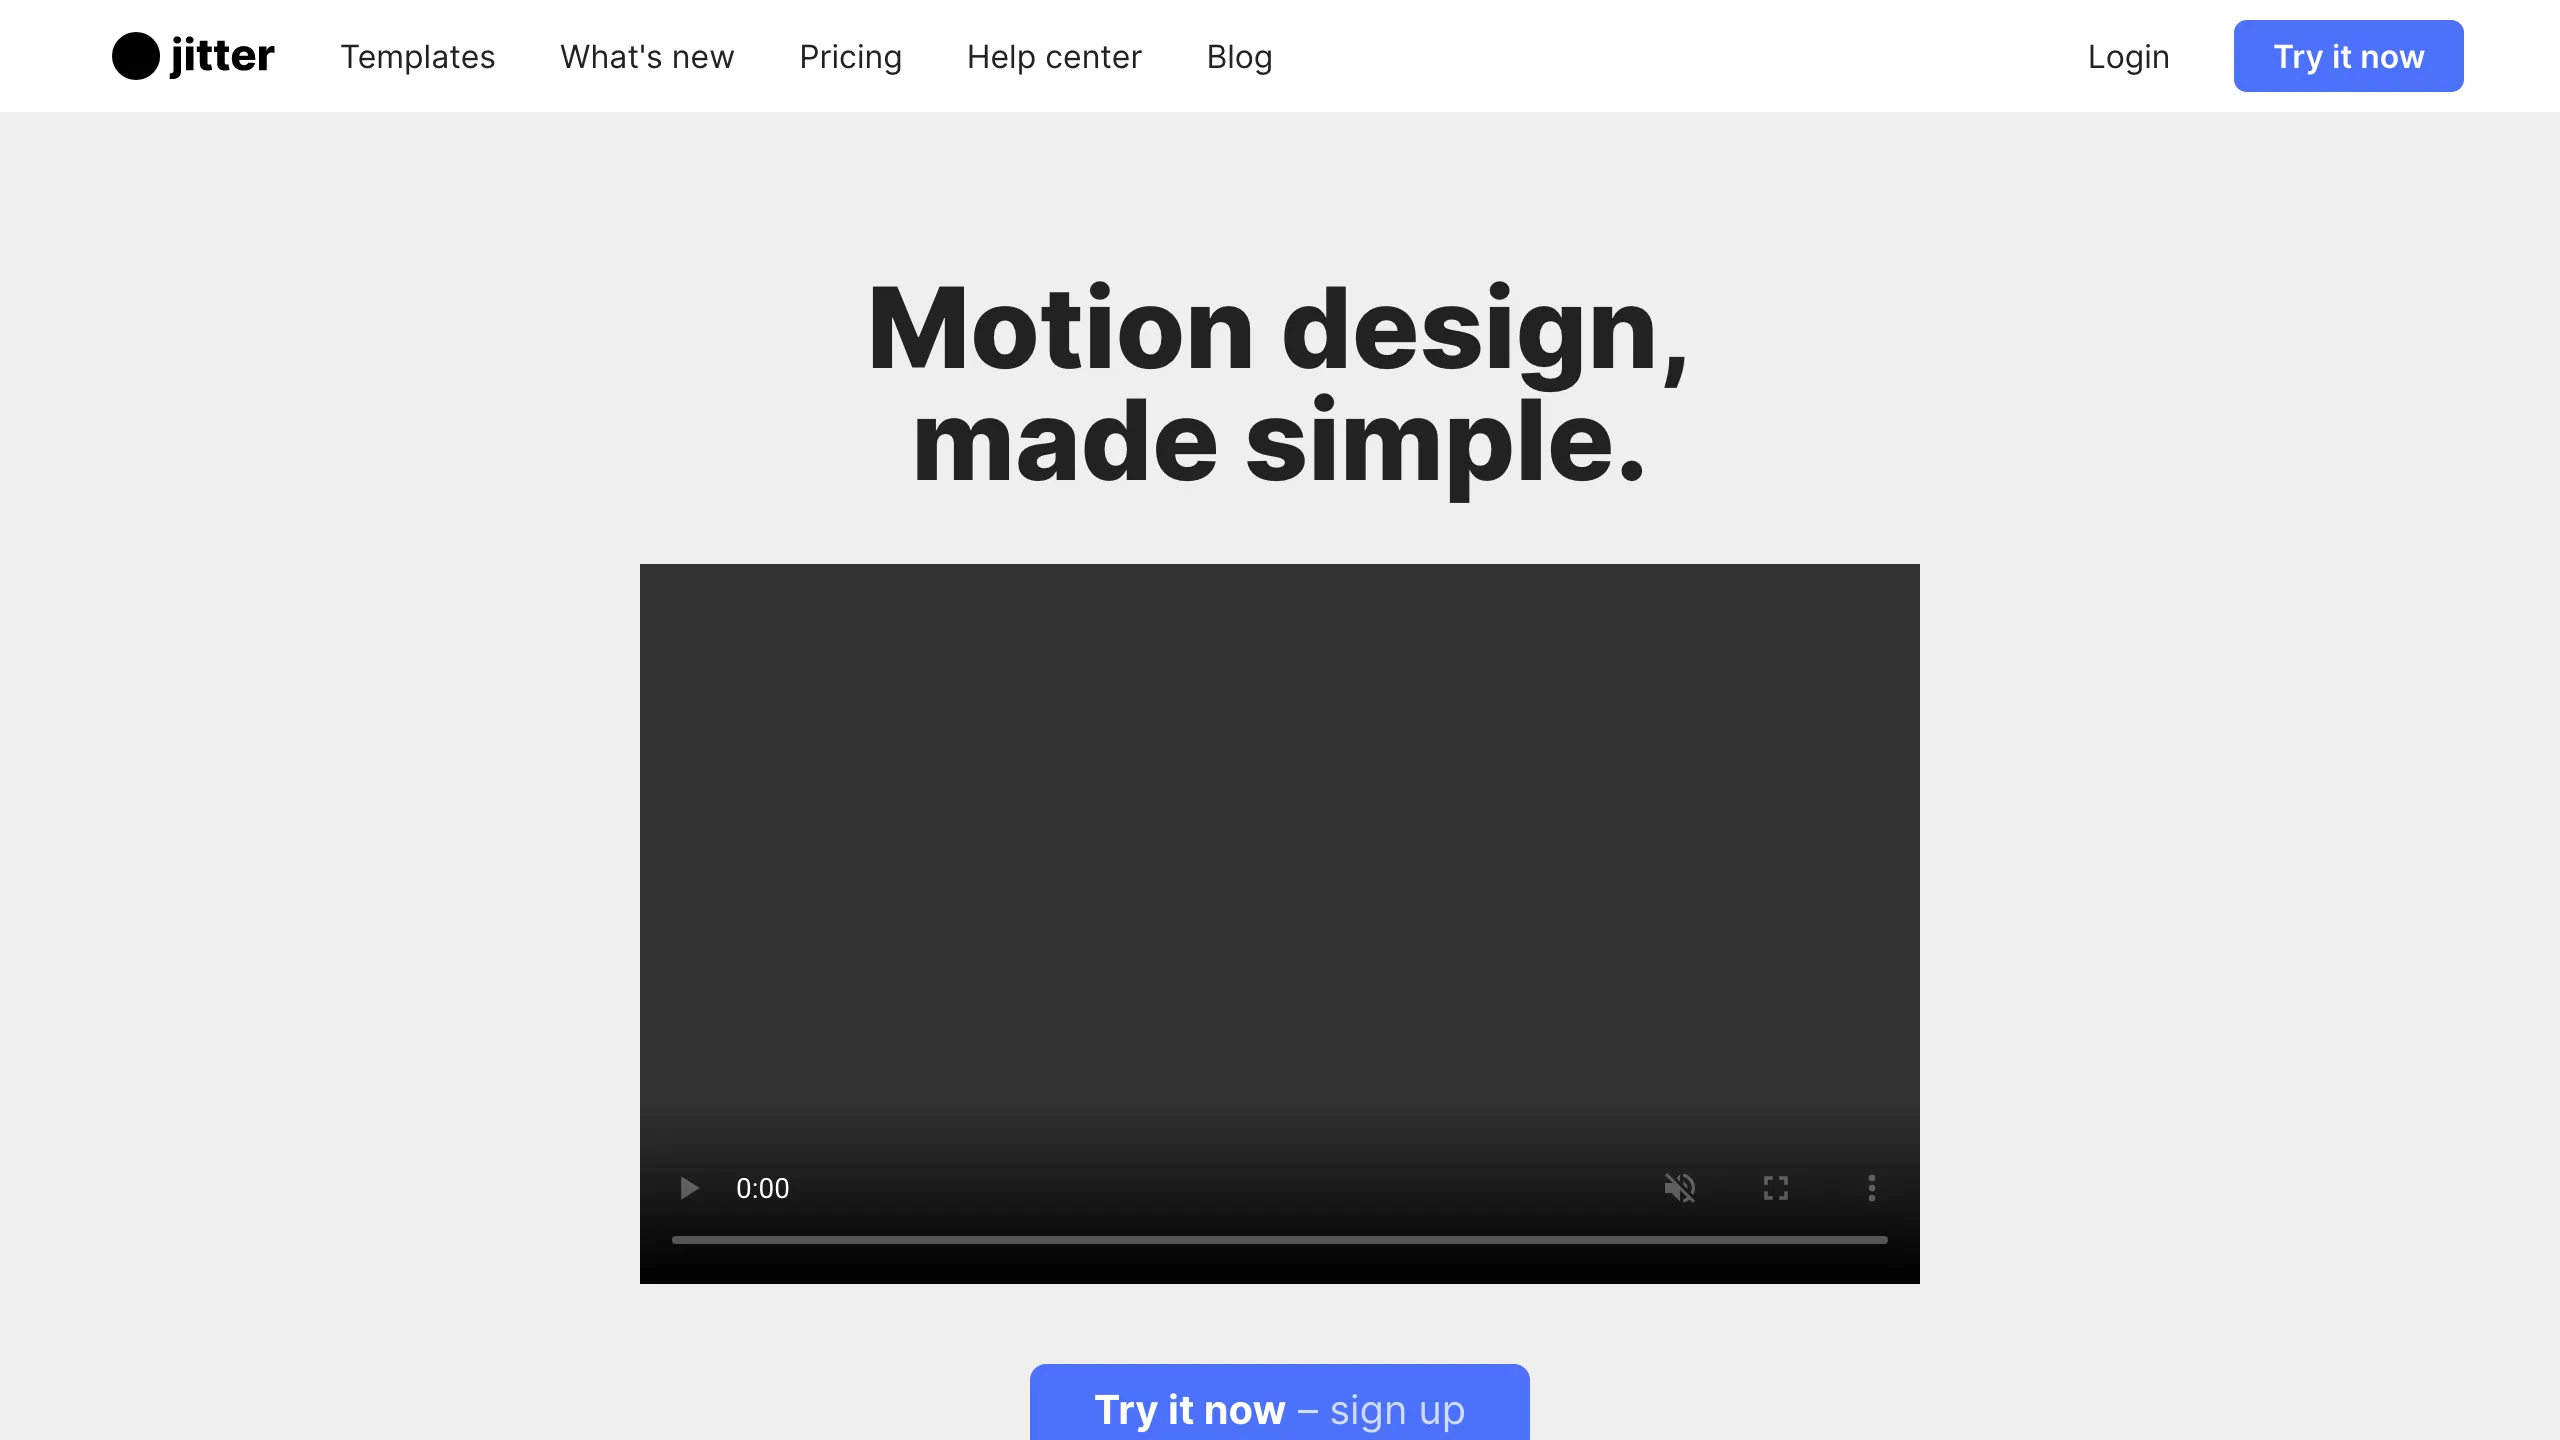 jitter
Templates
What's new
Pricing
Help center
Blog
Login
Try it now
Motion design,
made simple.
0:00
Try it now – sign up